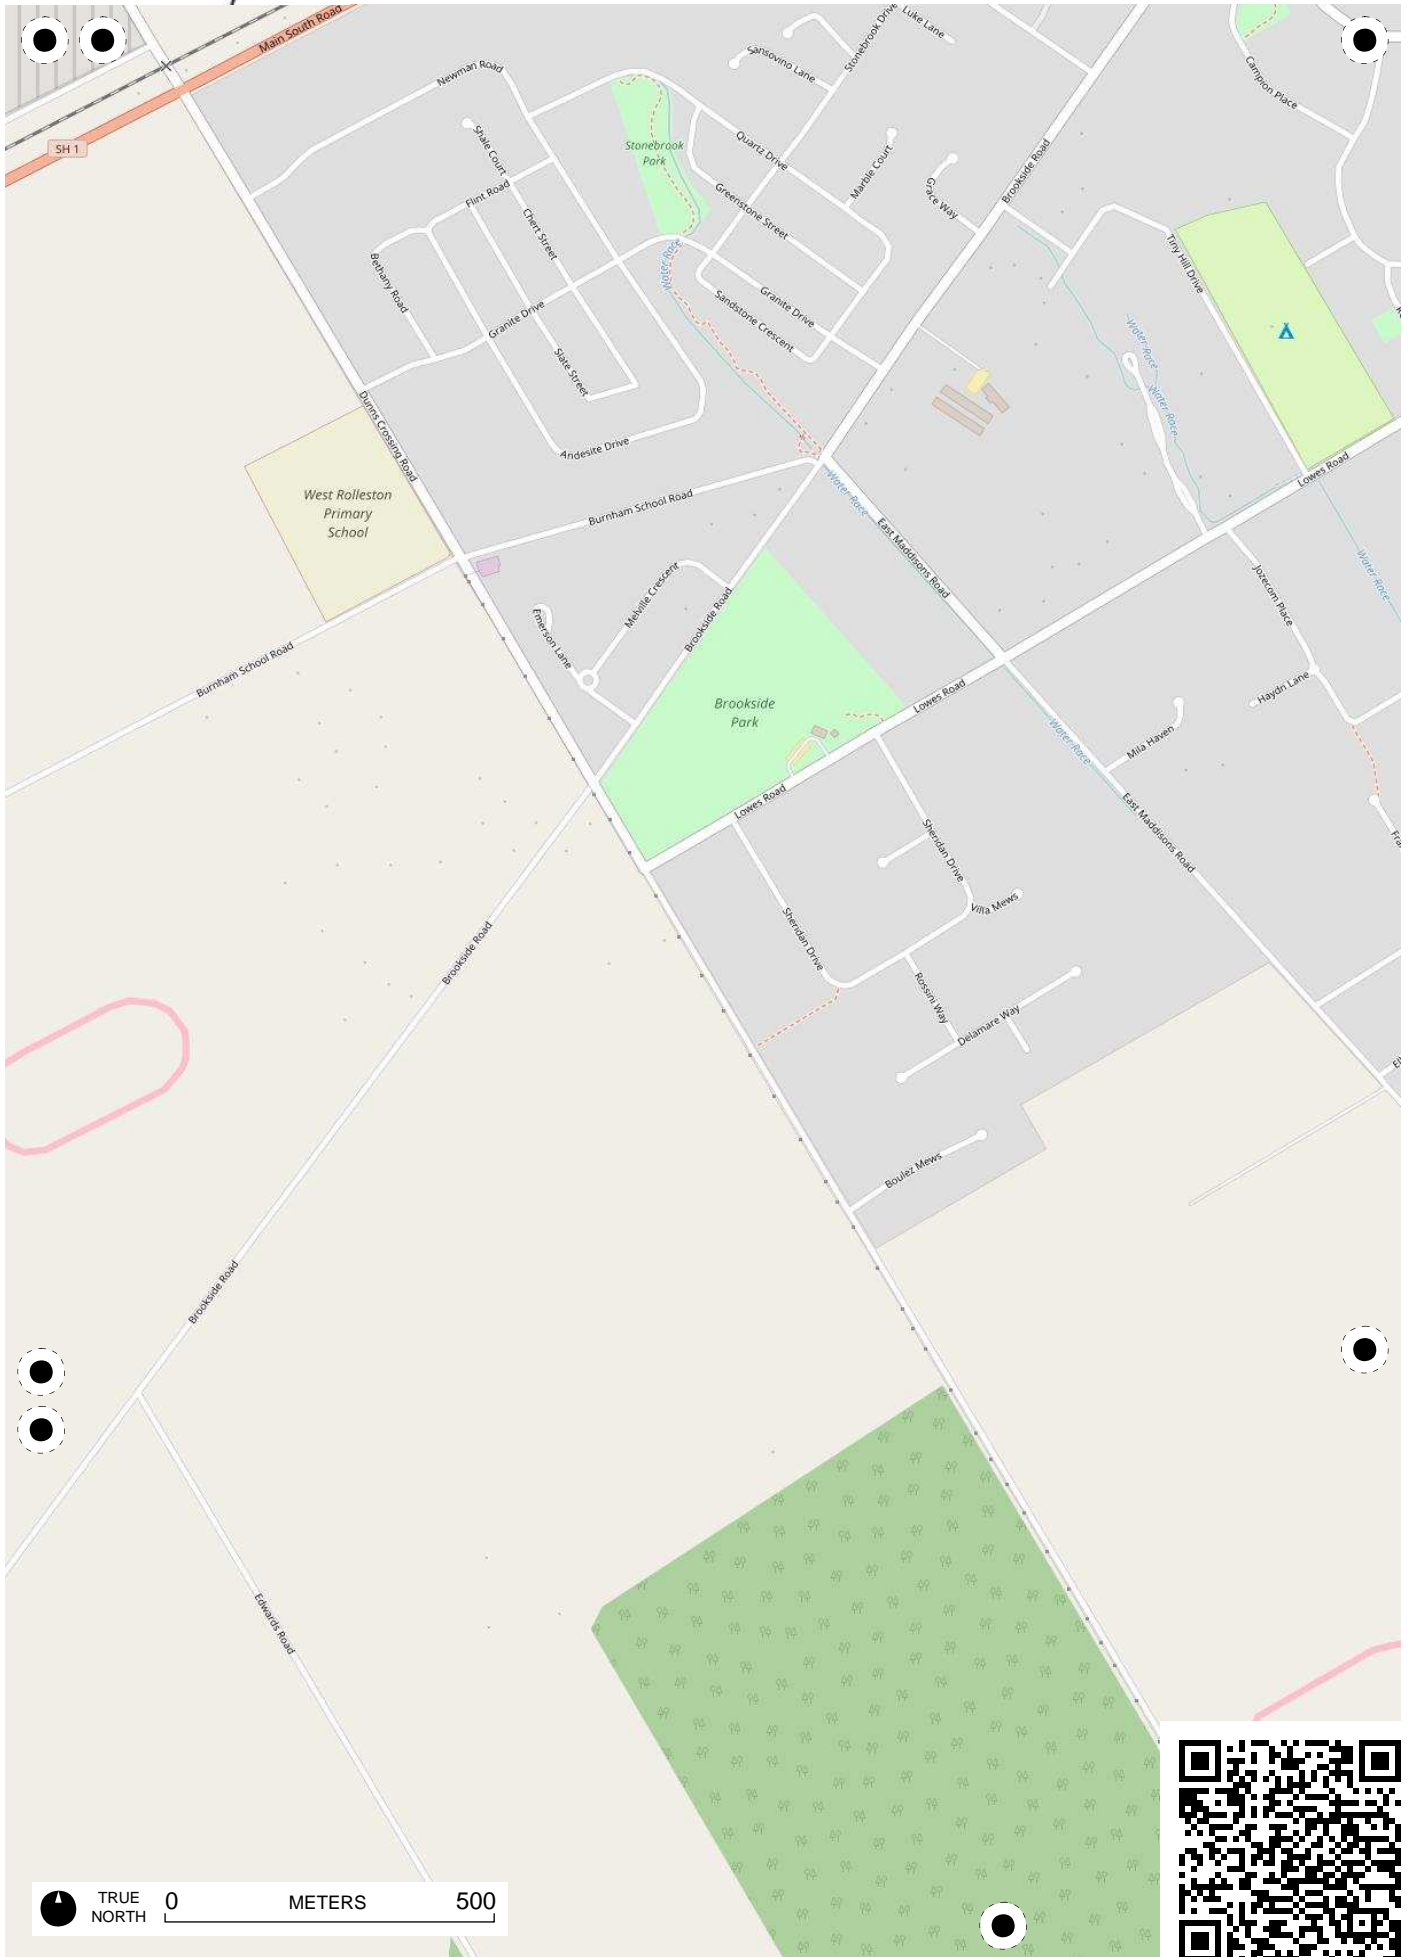 Main South Road
SH 1
Newman Road
Shale Court
Flint Road
Chert Street
Bethany Road
Granite Drive
Slate Street
Andesite Drive
Dunns Crossing Road
Stonebrook
Park
Sansovino Lane
Luke Lane
Stonebrook Drive
Quartz Drive
Marble Court
Greenstone Street
Grace Way
Brookside Road
Campion Place
Water Race
Granite Drive
Sandstone Crescent
Tiny Hill Drive
Water Race
Water Race
West Rolleston
Primary
School
Burnham School Road
Water Race
East Maddisons Road
Lowes Road
Jozecom Place
Water Race
Melville Crescent
Emerson Lane
Brookside Road
Burnham School Road
Brookside
Park
Lowes Road
Haydn Lane
Mila Haven
Water Race
Lowes Road
East Maddisons Road
Sheridan Drive
Villa Mews
Sheridan Drive
Brookside Road
Rossini Way
Delamare Way
Boulez Mews
Brookside Road
Edwards Road
TRUE
NORTH
0 METERS 500